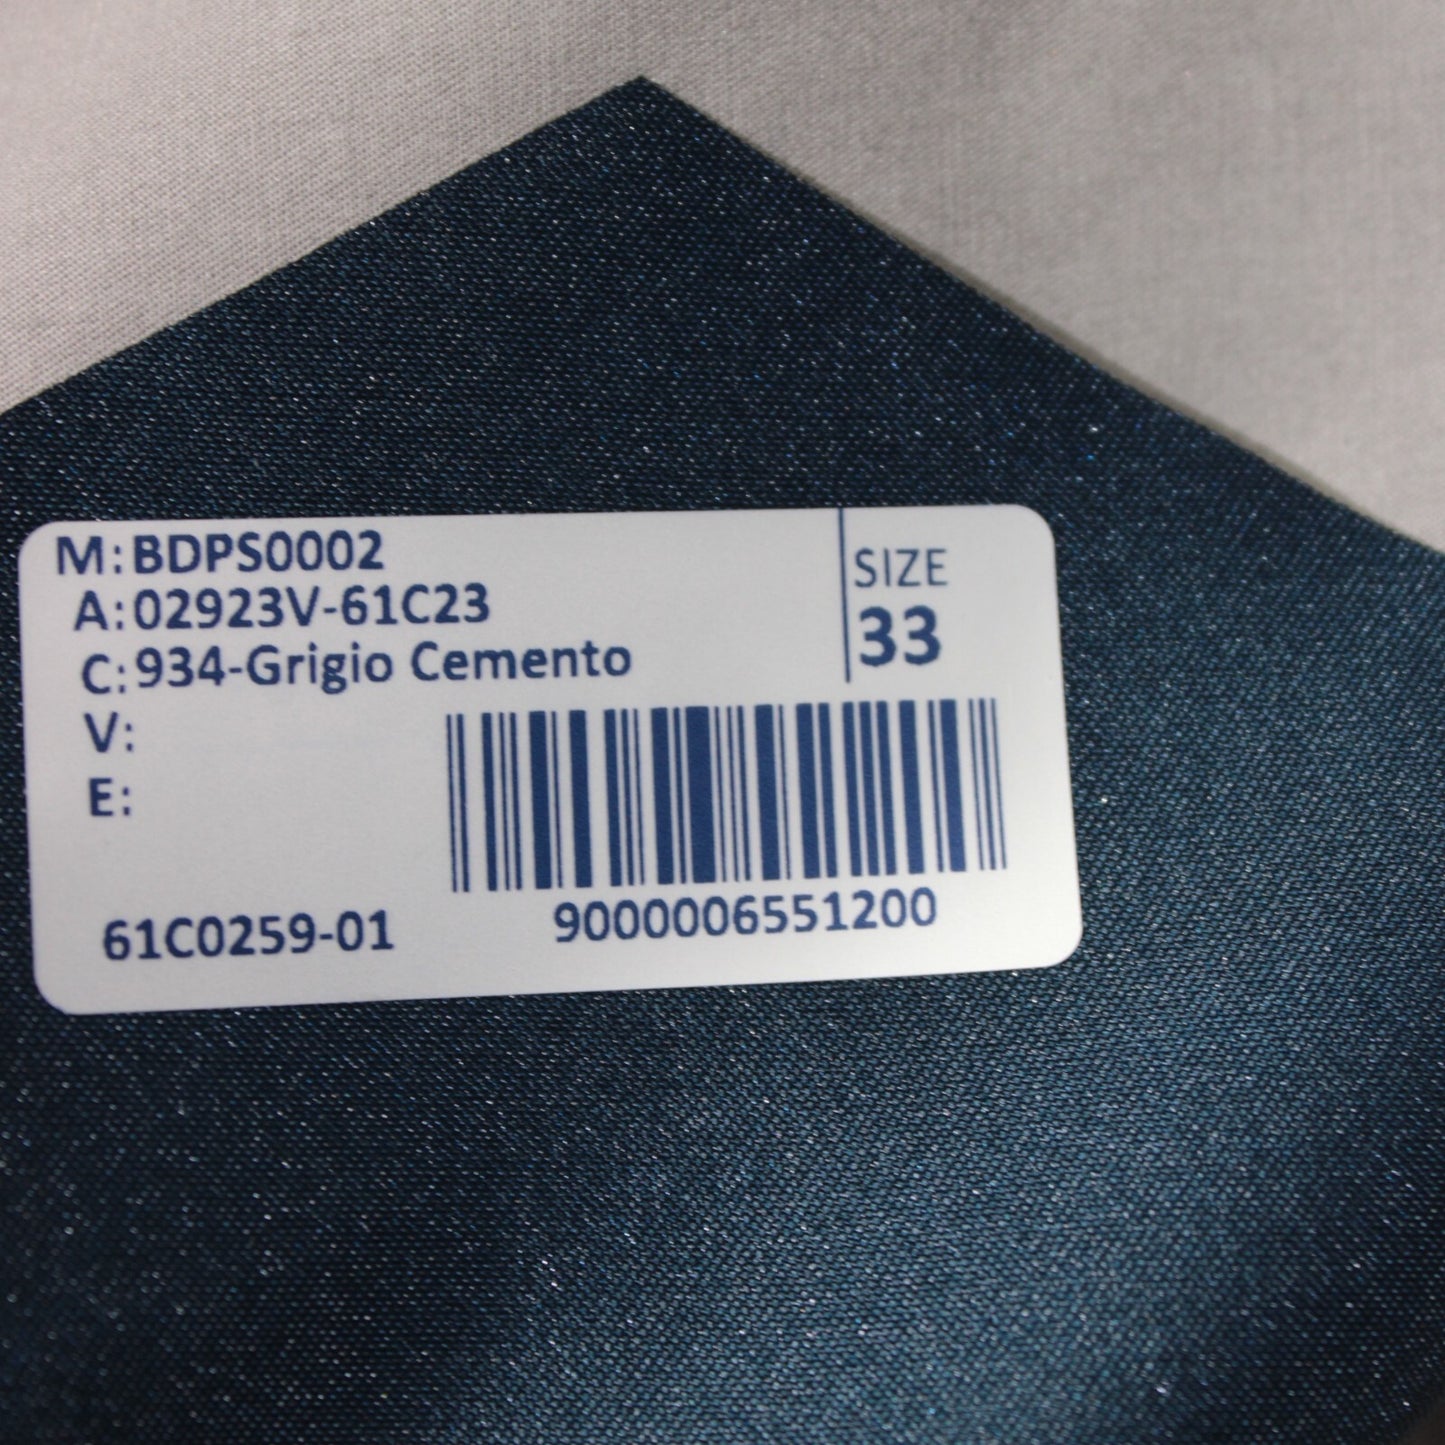 M: BDPS0002
A: 02923V-61C23
C: 934-Grigio Cemento
V:
E:
SIZE
33
61C0259-01
9000006551200